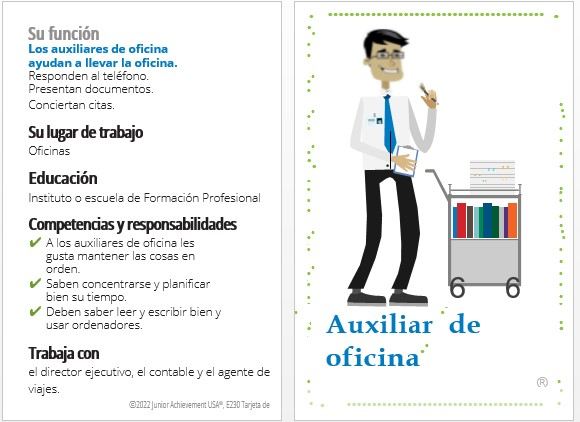 Su función
Los auxiliares de oficina
ayudan a llevar la oficina.
Responden al teléfono.
Presentan documentos.
Conciertan citas.
Su lugar de trabajo
Oficinas
Educación
Instituto o escuela de Formación Profesional
Competencias y responsabilidades
✔ A los auxiliares de oficina les
gusta mantener las cosas en
orden.
✔ Saben concentrarse y planificar
bien su tiempo.
✔ Deben saber leer y escribir bien y
usar ordenadores.
Trabaja con
el director ejecutivo, el contable y el agente de
viajes.
©2022 Junior Achievement USA®, E230 Tarjeta de
Auxiliar de
oficina
®